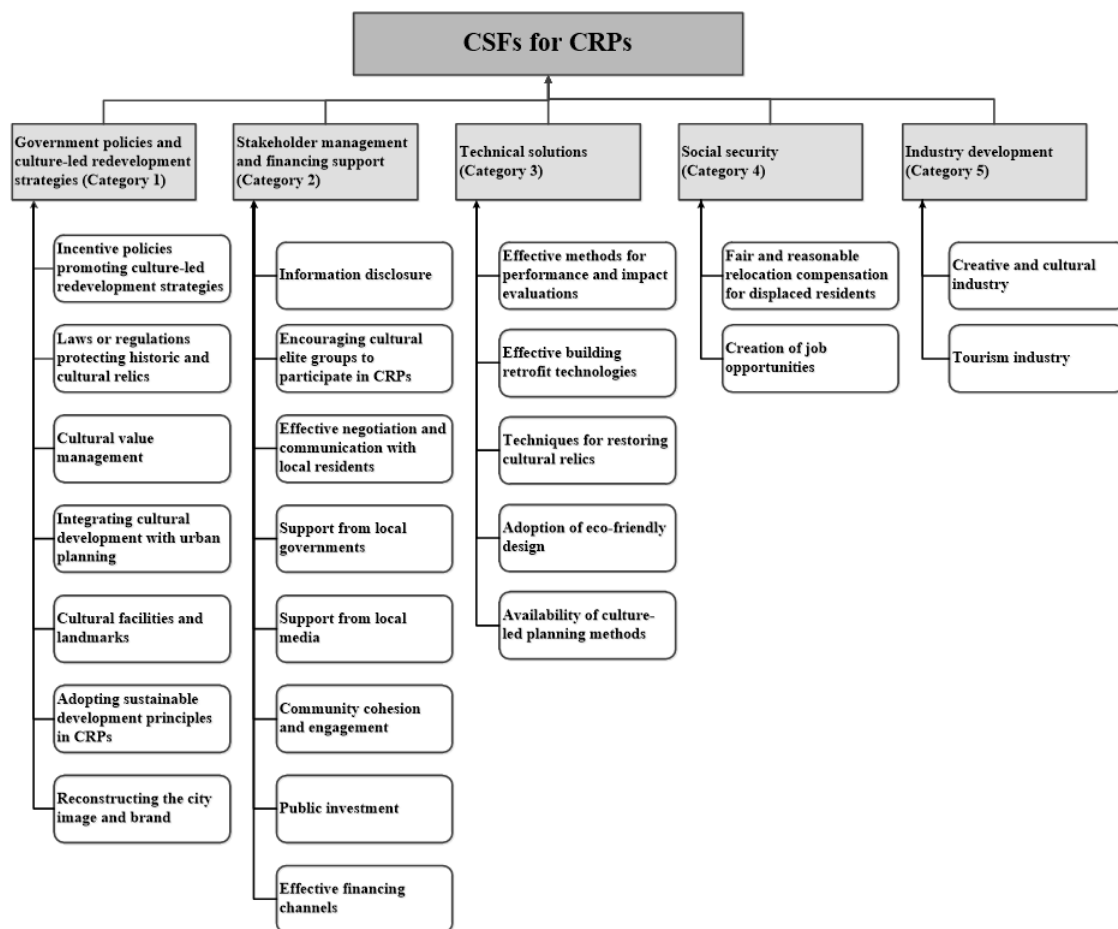 CSFs for CRPs
Government policies and
culture-led redevelopment
strategies (Category 1)
Stakeholder management
and financing support
(Category 2)
Technical solutions
(Category 3)
Social security
(Category 4)
Industry development
(Category 5)
Incentive policies
promoting culture-led
redevelopment strategies
Laws or regulations
protecting historic and
cultural relics
Cultural value
management
Integrating cultural
development with urban
planning
Cultural facilities and
landmarks
Adopting sustainable
development principles
in CRPs
Reconstructing the city
image and brand
Information disclosure
Encouraging cultural
elite groups to
participate in CRPs
Effective negotiation and
communication with
local residents
Support from local
governments
Support from local
media
Community cohesion
and engagement
Public investment
Effective financing
channels
Effective methods for
performance and impact
evaluations
Effective building
retrofit technologies
Techniques for restoring
cultural relics
Adoption of eco-friendly
design
Availability of culture-
led planning methods
Fair and reasonable
relocation compensation
for displaced residents
Creation of job
opportunities
Creative and cultural
industry
Tourism industry